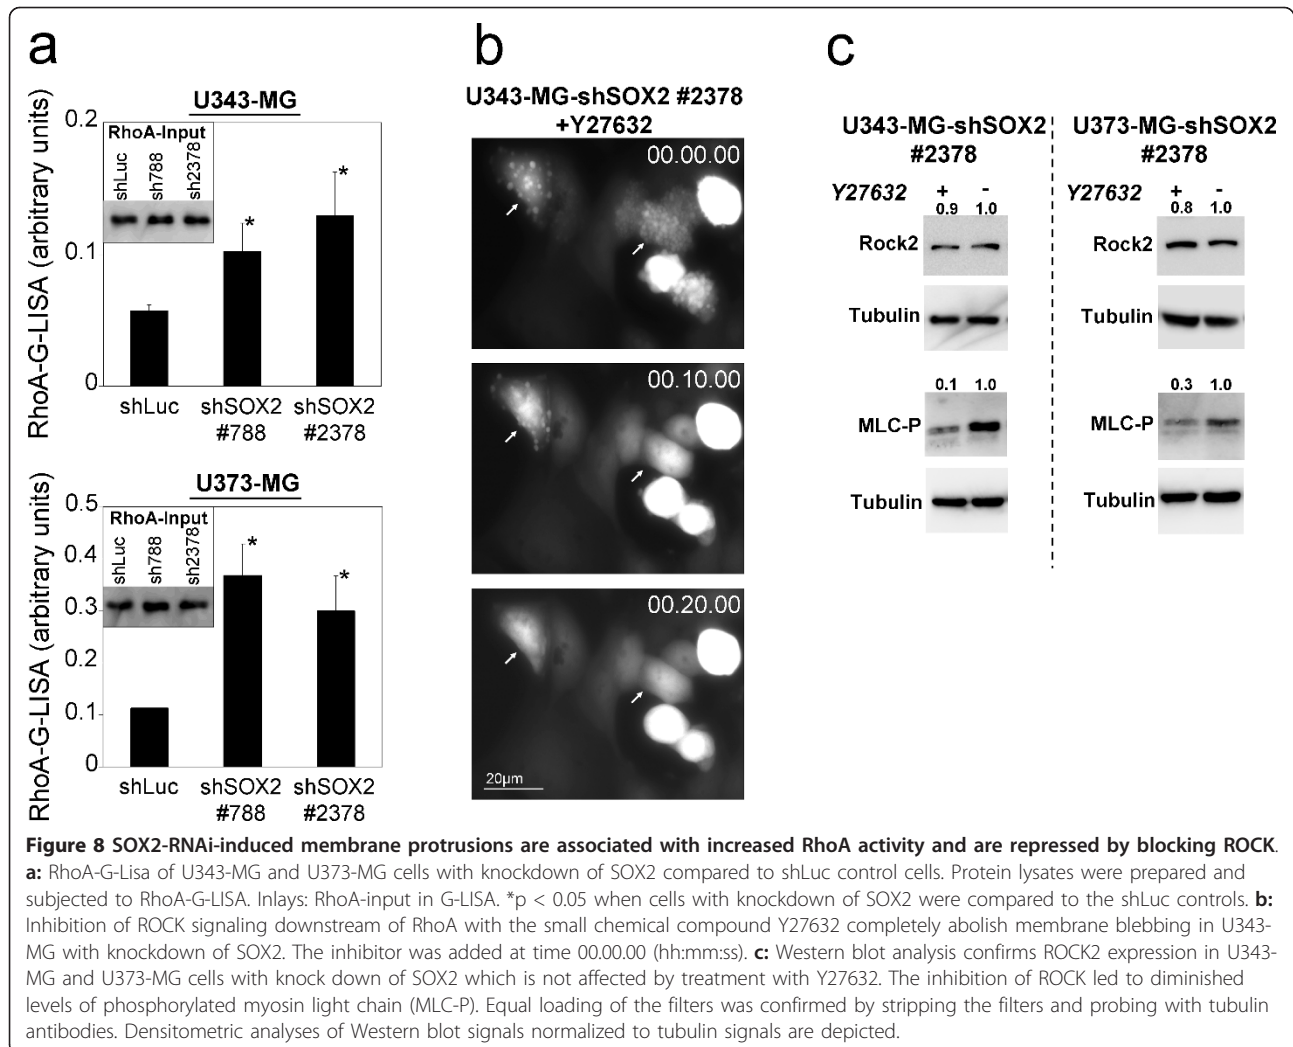 a
U343-MG
RhoA-G-LISA (arbitrary units)
0.2
0.1
0
RhoA-Input
shLuc
sh788
sh2378
*
*
shLuc
shSOX2 #788
shSOX2 #2378
U373-MG
RhoA-G-LISA (arbitrary units)
0.5
0.4
0.3
0.2
0.1
0
RhoA-Input
shLuc
sh788
sh2378
*
*
shLuc
shSOX2 #788
shSOX2 #2378
b
U343-MG-shSOX2 #2378
+Y27632
00.00.00
00.10.00
00.20.00
20µm
c
U343-MG-shSOX2
#2378
Y27632 + -
0.9 1.0
Rock2
Tubulin
0.1 1.0
MLC-P
Tubulin
U373-MG-shSOX2
#2378
Y27632 + -
0.8 1.0
Rock2
Tubulin
0.3 1.0
MLC-P
Tubulin
Figure 8 SOX2-RNAi-induced membrane protrusions are associated with increased RhoA activity and are repressed by blocking ROCK.
a: RhoA-G-Lisa of U343-MG and U373-MG cells with knockdown of SOX2 compared to shLuc control cells. Protein lysates were prepared and
subjected to RhoA-G-LISA. Inlays: RhoA-input in G-LISA. *p < 0.05 when cells with knockdown of SOX2 were compared to the shLuc controls. b:
Inhibition of ROCK signaling downstream of RhoA with the small chemical compound Y27632 completely abolish membrane blebbing in U343-
MG with knockdown of SOX2. The inhibitor was added at time 00.00.00 (hh:mm:ss). c: Western blot analysis confirms ROCK2 expression in U343-
MG and U373-MG cells with knock down of SOX2 which is not affected by treatment with Y27632. The inhibition of ROCK led to diminished
levels of phosphorylated myosin light chain (MLC-P). Equal loading of the filters was confirmed by stripping the filters and probing with tubulin
antibodies. Densitometric analyses of Western blot signals normalized to tubulin signals are depicted.